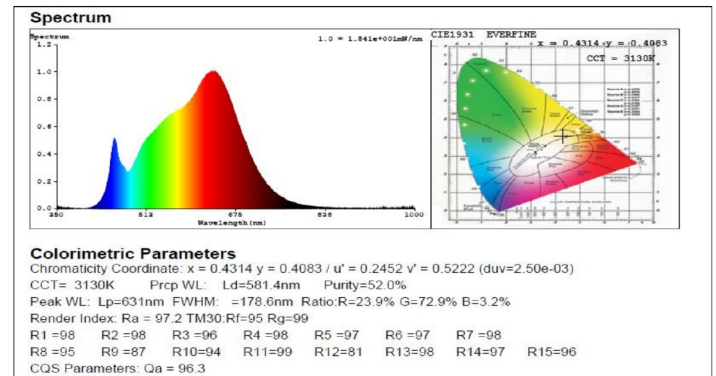 Spectrum
Spectrum
1.0 = 1.841e+001mW/nm
1.2
1.0
0.8
0.6
0.4
0.2
0.0
350 513 675 838 1000
Wavelength(nm)
CIE1931 EVERFINE
x = 0.4314 y = 0.4083
CCT = 3130K
Colorimetric Parameters
Chromaticity Coordinate: x = 0.4314 y = 0.4083 / u' = 0.2452 v' = 0.5222 (duv=2.50e-03)
CCT= 3130K Prcp WL: Ld=581.4nm Purity=52.0%
Peak WL: Lp=631nm FWHM: =178.6nm Ratio:R=23.9% G=72.9% B=3.2%
Render Index: Ra = 97.2 TM30:Rf=95 Rg=99
R1 =98 R2 =98 R3 =96 R4 =98 R5 =97 R6 =97 R7 =98
R8 =95 R9 =87 R10=94 R11=99 R12=81 R13=98 R14=97 R15=96
CQS Parameters: Qa = 96.3